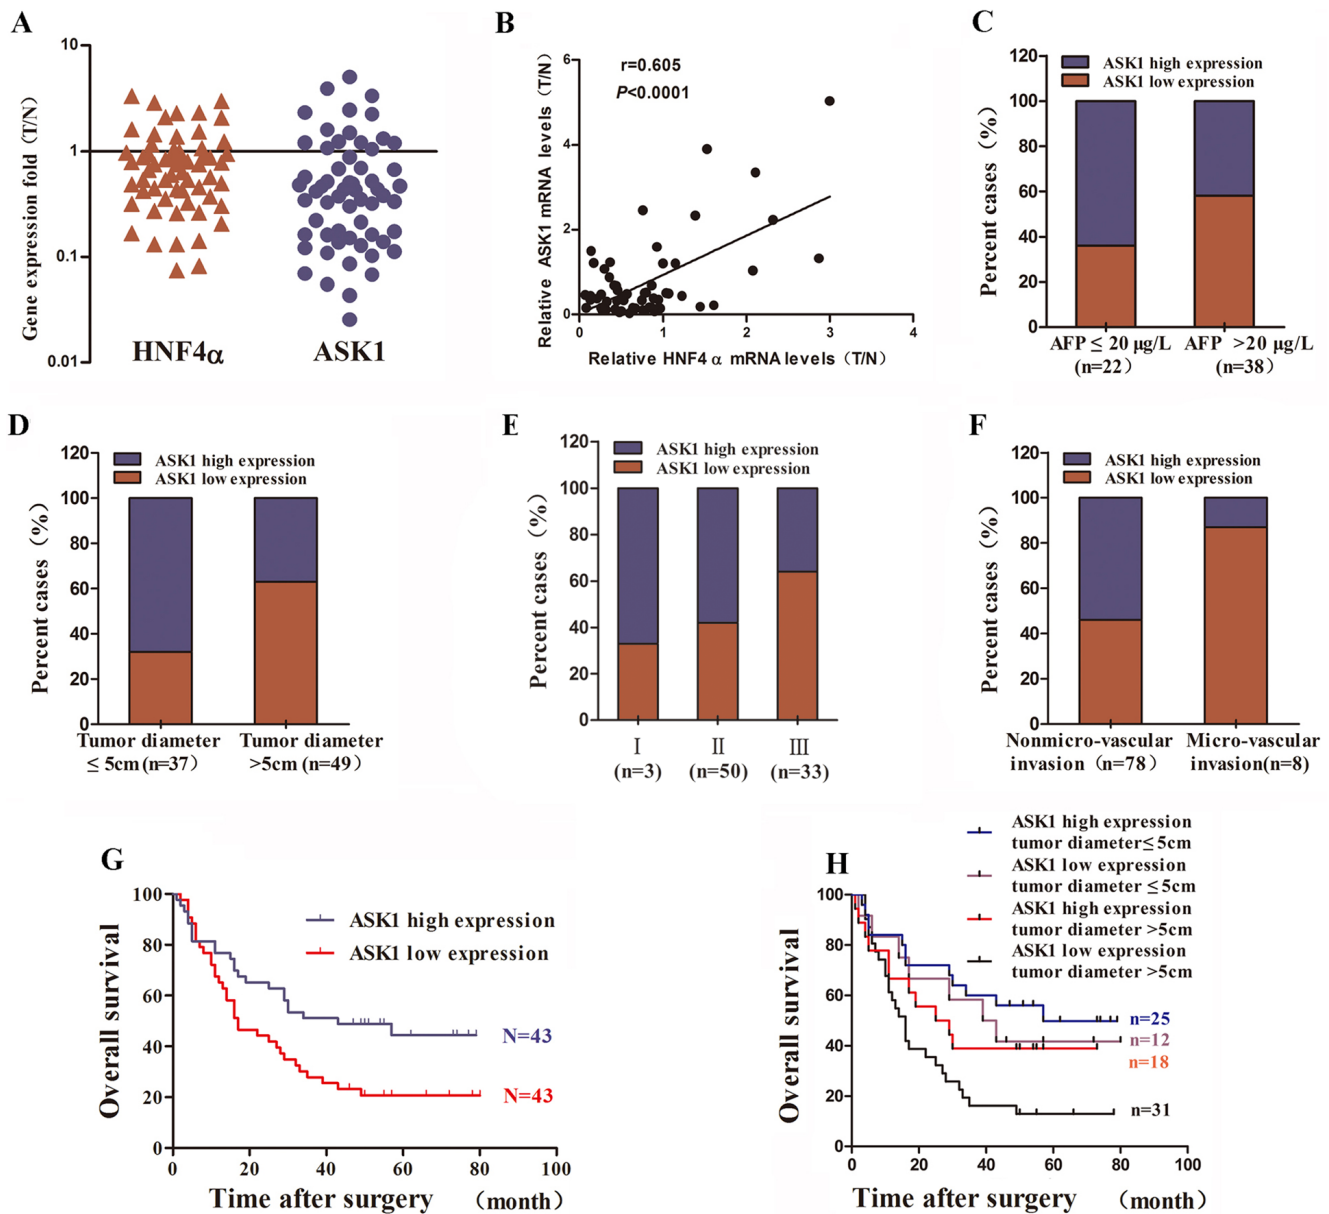 A
Gene expression fold (T/N)
10
1
0.1
0.01
HNF4α
ASK1
B
Relative ASK1 mRNA levels (T/N)
r=0.605
P<0.0001
6
4
2
0
0
1
2
3
4
Relative HNF4 α mRNA levels (T/N)
C
Percent cases (%)
ASK1 high expression
ASK1 low expression
120
100
80
60
40
20
0
AFP ≤ 20 μg/L
(n=22)
AFP >20 μg/L
(n=38)
D
Percent cases (%)
ASK1 high expression
ASK1 low expression
120
100
80
60
40
20
0
Tumor diameter
≤ 5cm (n=37)
Tumor diameter
>5cm (n=49)
E
Percent cases (%)
ASK1 high expression
ASK1 low expression
120
100
80
60
40
20
0
I
(n=3)
II
(n=50)
III
(n=33)
F
Percent cases (%)
ASK1 high expression
ASK1 low expression
120
100
80
60
40
20
0
Nonmicro-vascular
invasion (n=78)
Micro-vascular
invasion(n=8)
G
Overall survival
ASK1 high expression
ASK1 low expression
100
80
60
40
20
0
N=43
N=43
0
20
40
60
80
100
Time after surgery (month)
H
Overall survival
ASK1 high expression
tumor diameter≤ 5cm
ASK1 low expression
tumor diameter ≤ 5cm
ASK1 high expression
tumor diameter >5cm
ASK1 low expression
tumor diameter >5cm
100
80
60
40
20
0
n=25
n=12
n=18
n=31
0
20
40
60
80
100
Time after surgery (month)